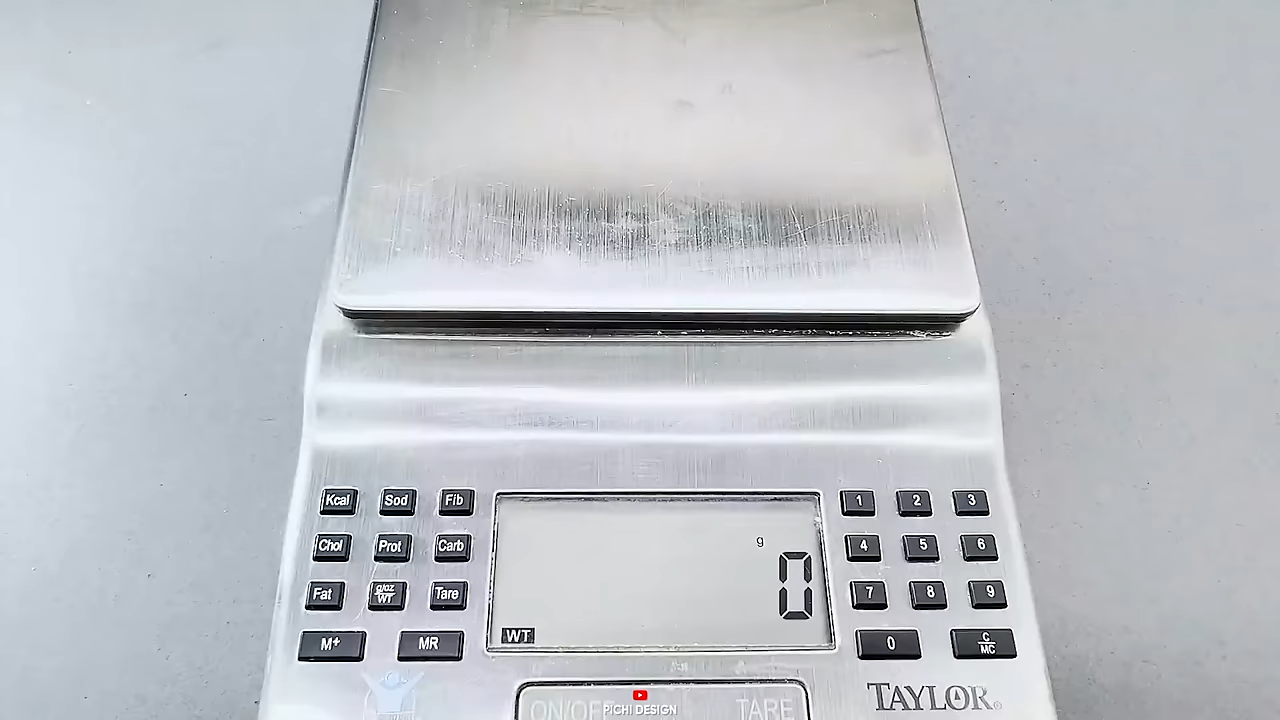 Kcal Sod Fib
Chol Prot Carb
Fat g/oz WT Tare
M+ MR
g
0
WT
1 2 3
4 5 6
7 8 9
0 C/MC
ON/OFF TARE
PICHI DESIGN
TAYLOR®